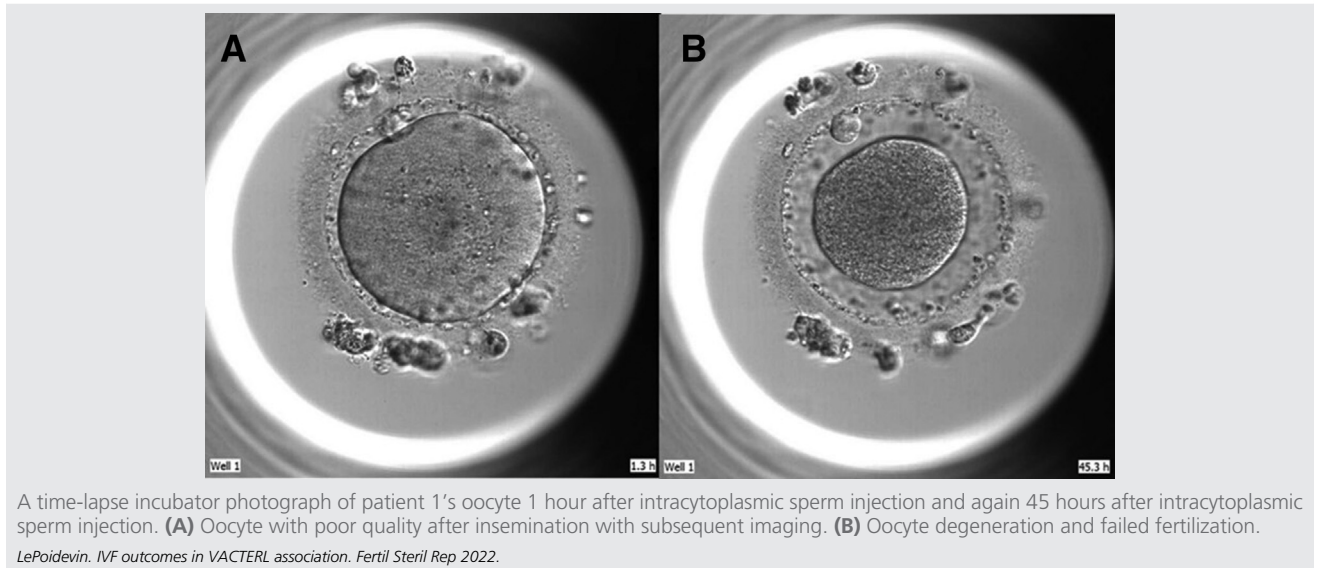 A
B
Well 1
1.3 h
Well 1
45.3 h
A time-lapse incubator photograph of patient 1's oocyte 1 hour after intracytoplasmic sperm injection and again 45 hours after intracytoplasmic
sperm injection. (A) Oocyte with poor quality after insemination with subsequent imaging. (B) Oocyte degeneration and failed fertilization.
LePoidevin. IVF outcomes in VACTERL association. Fertil Steril Rep 2022.